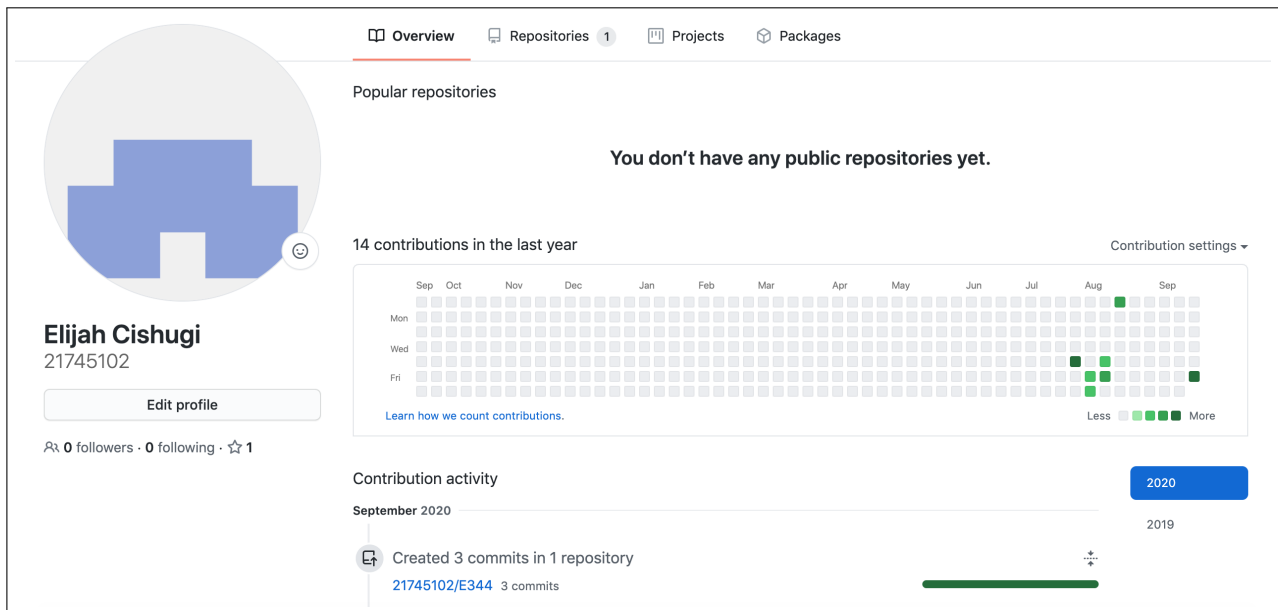 Overview Repositories 1 Projects Packages
Popular repositories
You don’t have any public repositories yet.
14 contributions in the last year Contribution settings
Sep Oct Nov Dec Jan Feb Mar Apr May Jun Jul Aug Sep
Mon
Wed
Fri
Learn how we count contributions. Less More
Elijah Cishugi
21745102
Edit profile
0 followers · 0 following · 1
Contribution activity
2020
2019
September 2020
Created 3 commits in 1 repository
21745102/E344 3 commits